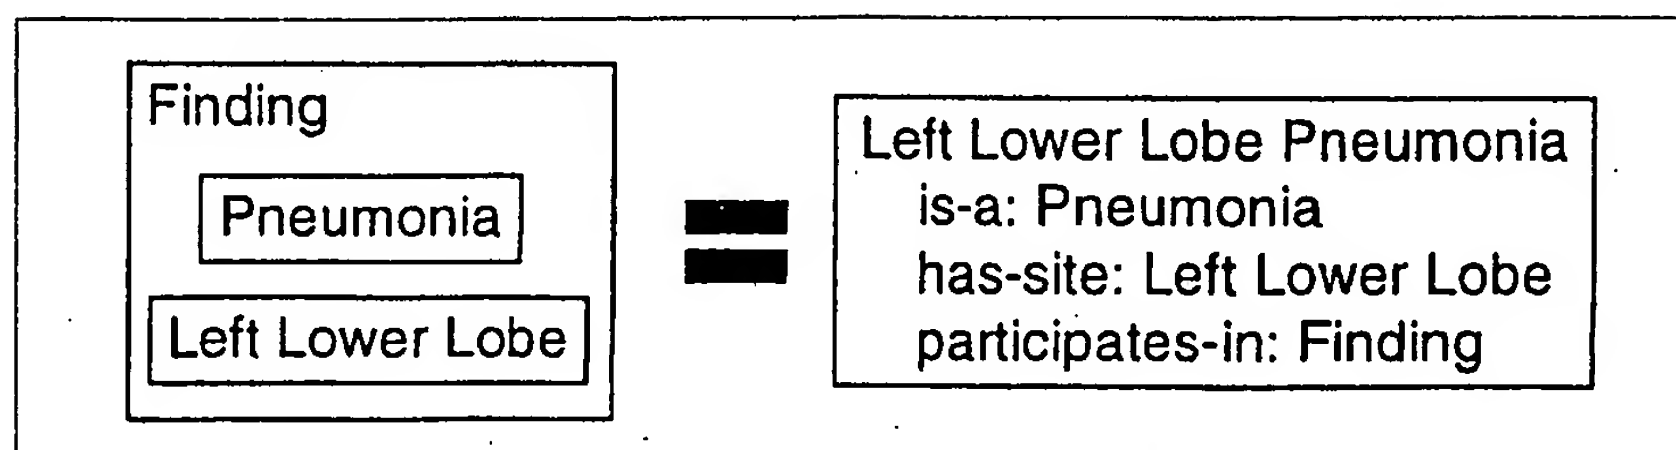 Finding
Pneumonia
Left Lower Lobe
Left Lower Lobe Pneumonia
is-a: Pneumonia
has-site: Left Lower Lobe
participates-in: Finding